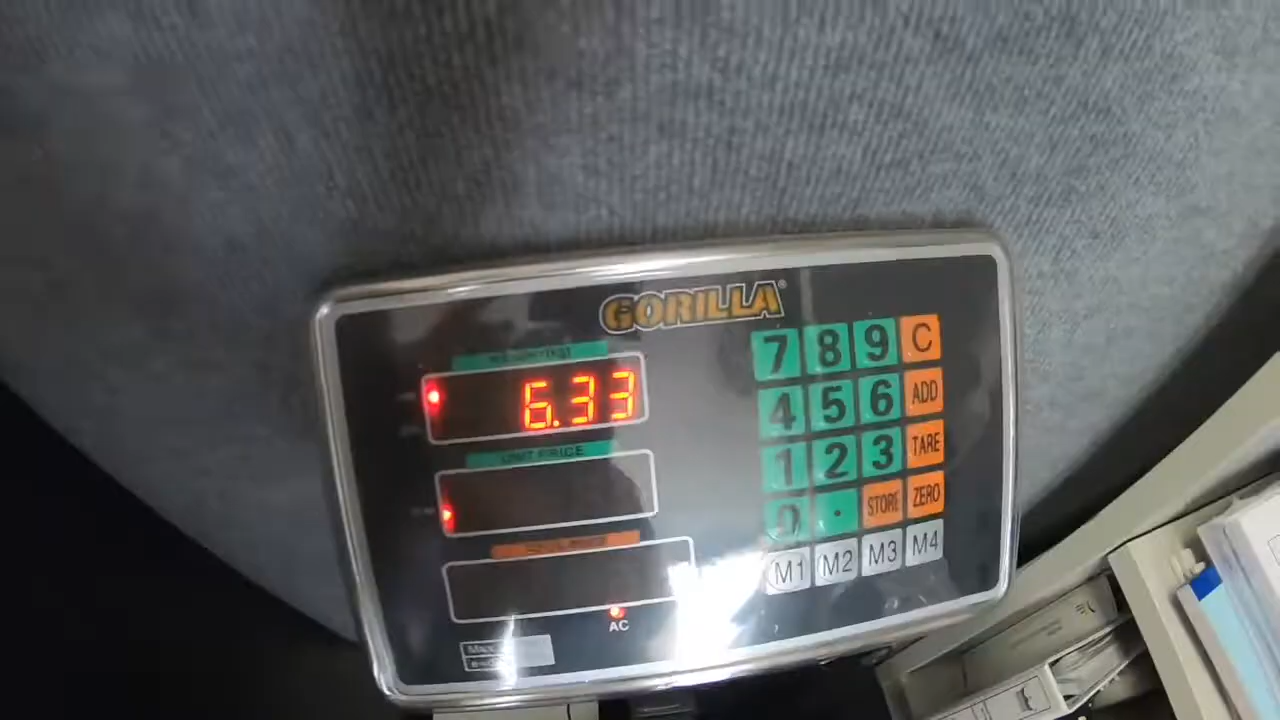 GORILLA®
6.33
UNIT PRICE
AC
7 8 9 C
4 5 6 ADD
1 2 3 TARE
0 . STORE ZERO
M1 M2 M3 M4